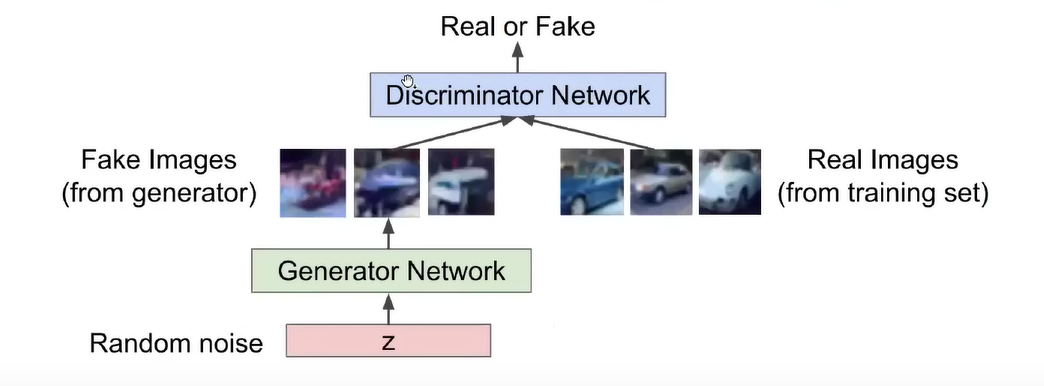 Real or Fake
Discriminator Network
Fake Images
(from generator)
Real Images
(from training set)
Generator Network
Random noise
z